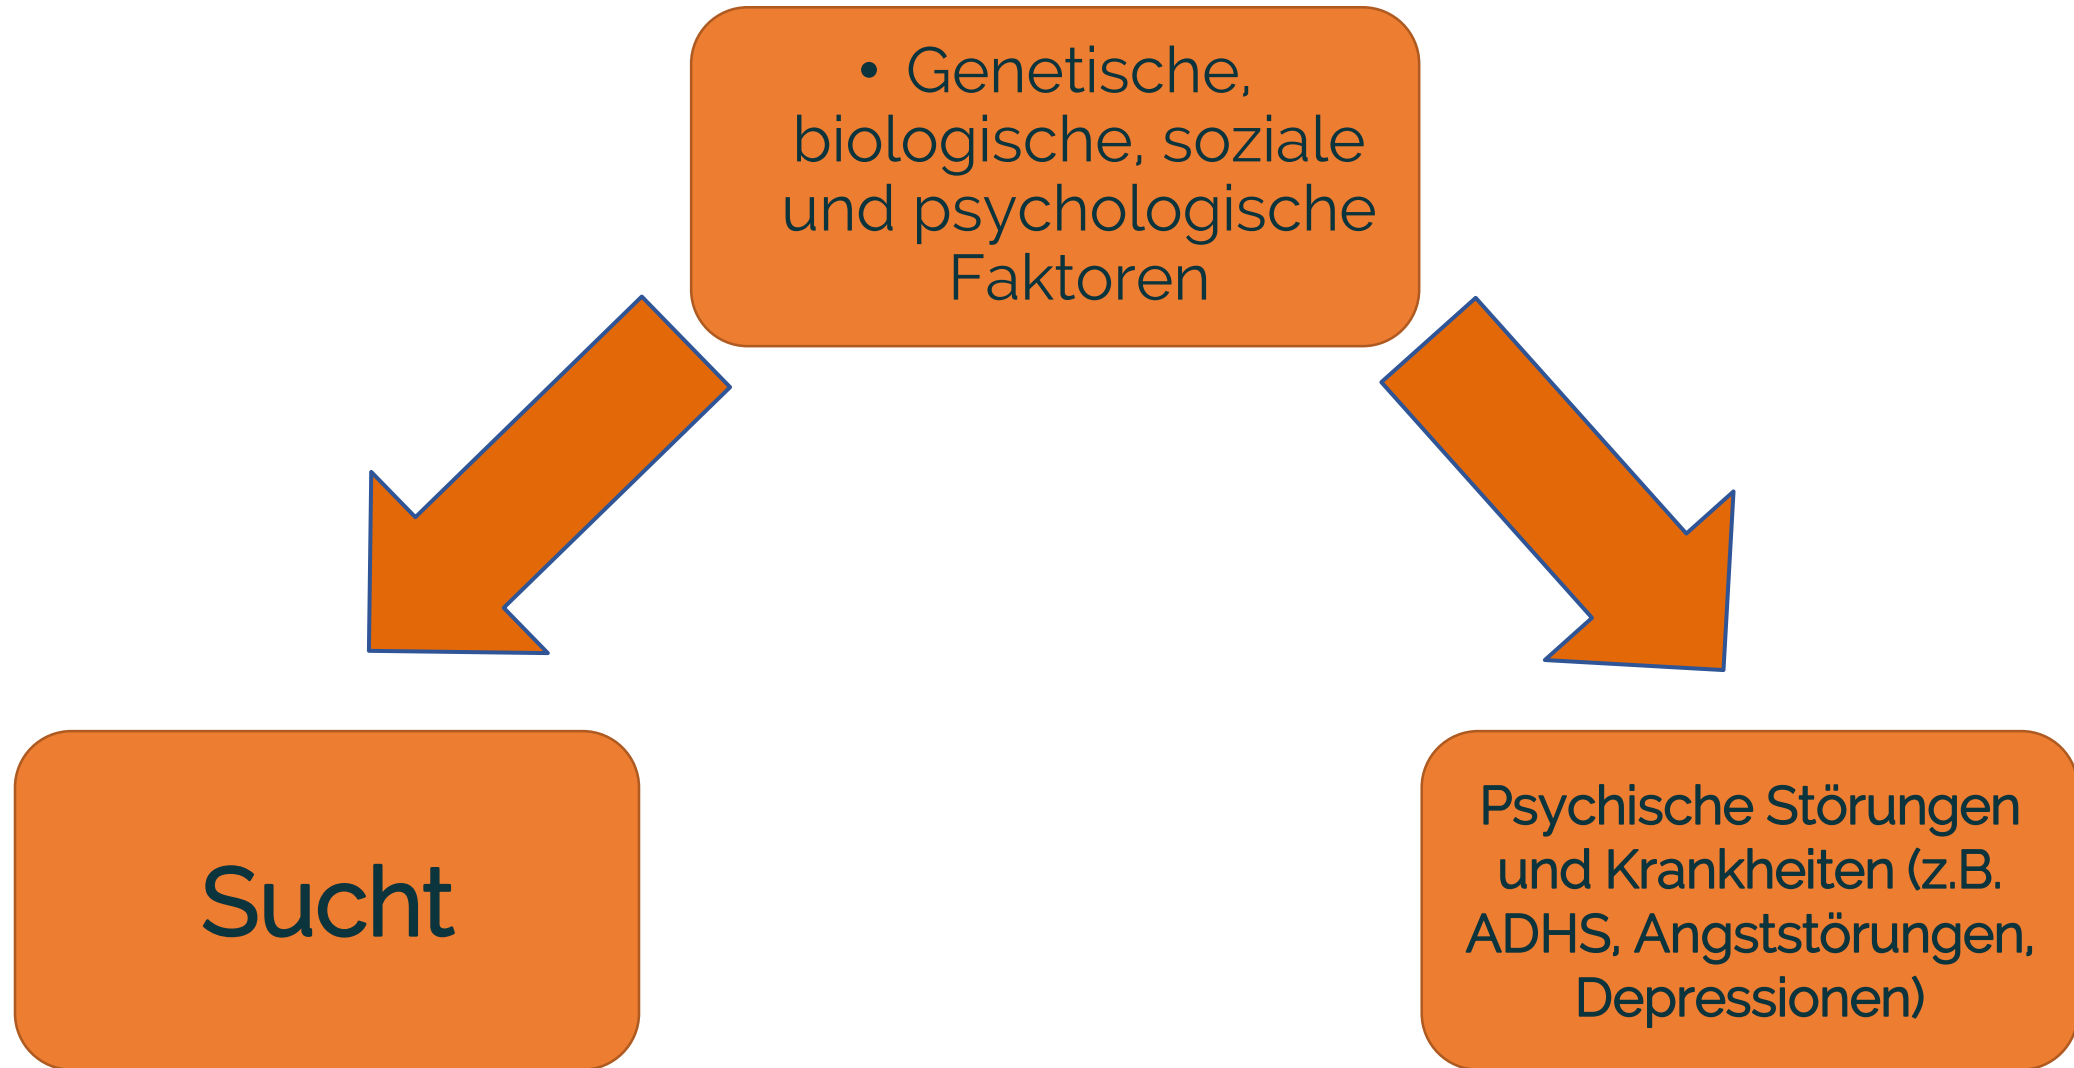 • Genetische,
biologische, soziale
und psychologische
Faktoren
Sucht
Psychische Störungen
und Krankheiten (z.B.
ADHS, Angststörungen,
Depressionen)